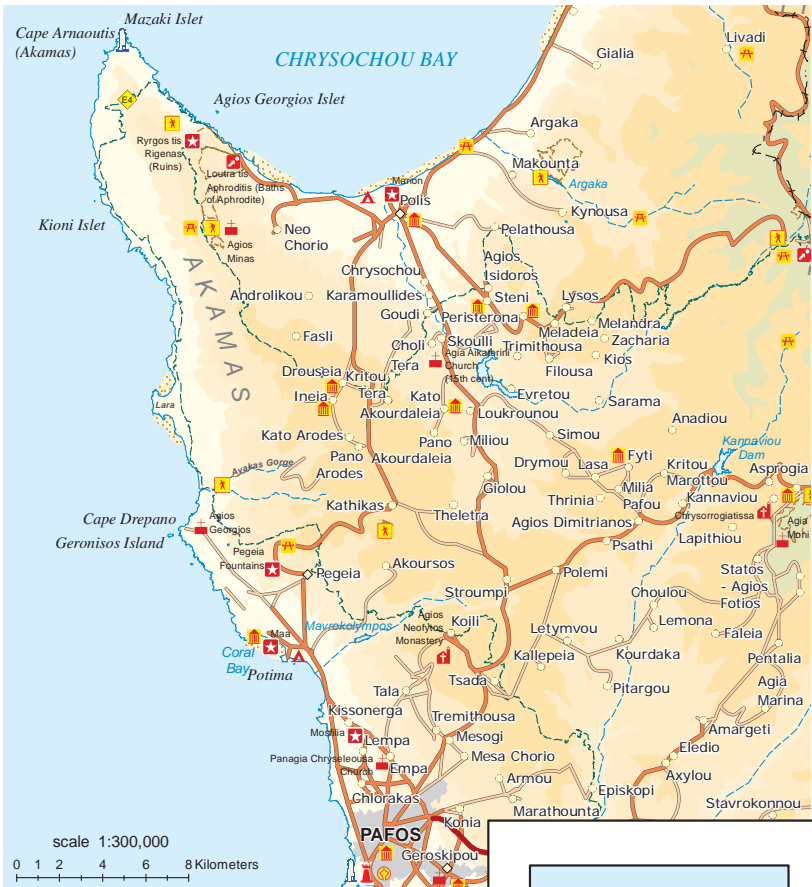 Mazaki Islet
Cape Arnaoutis
(Akamas)
CHRYSOCHOU BAY
Livadi
Gialia
E4
Agios Georgios Islet
Ryrgos tis
Rigenas
(Ruins)
Loutra tis
Aphroditis (Baths
of Aphrodite)
Argaka
Makounta
Argaka
Marion
Polis
Kynousa
Kioni Islet
Agios
Minas
Neo
Chorio
Pelathousa
AKAMAS
Chrysochou
Agios
Isidoros
Androlikou
Karamoullides
Steni
Lysos
Goudi
Peristerona
Melandra
Meladeia
Fasli
Choli
Skoulli
Trimithousa
Zacharia
Tera
Agia Aikaterini
Church
(15th cent)
Filousa
Kios
Drouseia
Kritou
Tera
Evretou
Ineia
Kato
Akourdaleia
Loukrounou
Sarama
Lara
Anadiou
Kato Arodes
Pano
Akourdaleia
Miliou
Simou
Kannaviou
Dam
Pano
Arodes
Drymou
Lasa
Fyti
Kritou
Marottou
Asprogia
Avakas Gorge
Giolou
Milia
Kannaviou
Kathikas
Theletra
Thrinia
Pafou
Chrysorrogiatissa
Cape Drepano
Agios
Georgios
Agios Dimitrianos
Agia
Moni
Geronisos Island
Psathi
Lapithiou
Pegeia
Fountains
Pegeia
Akoursos
Polemi
Statos
- Agios
Fotios
Stroumpi
Choulou
Agios
Neofytos
Monastery
Mavrokolympos
Koili
Lemona
Maa
Letymvou
Faleia
Coral
Bay
Potima
Kallepeia
Kourdaka
Pentalia
Tsada
Pitargou
Agia
Marina
Tala
Kissonerga
Tremithousa
Amargeti
Mosfilia
Lempa
Mesogi
Eledio
Panagia Chryseleousa
Church
Empa
Mesa Chorio
Axylou
Armou
Chlorakas
Episkopi
Marathounta
Stavrokonnou
Konia
PAFOS
Geroskipou
scale 1:300,000
0 1 2 4 6 8 Kilometers